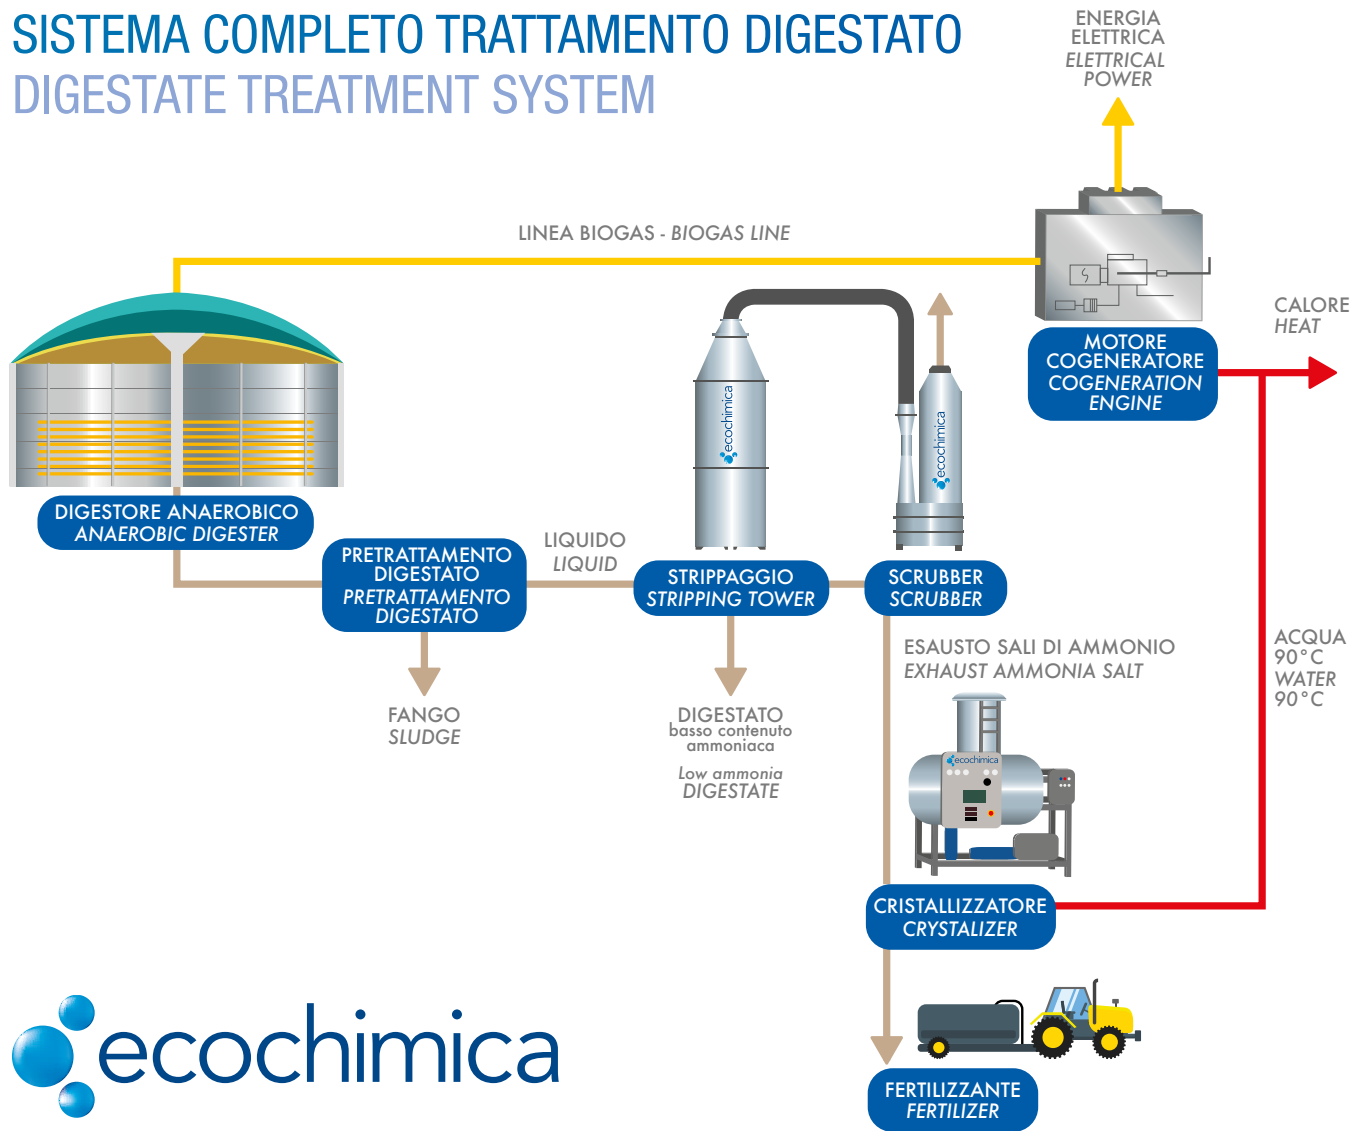 SISTEMA COMPLETO TRATTAMENTO DIGESTATO
DIGESTATE TREATMENT SYSTEM
ENERGIA
ELETTRICA
ELETTRICAL
POWER
LINEA BIOGAS - BIOGAS LINE
CALORE
HEAT
MOTORE
COGENERATORE
COGENERATION
ENGINE
ecochimica
ecochimica
DIGESTORE ANAEROBICO
ANAEROBIC DIGESTER
PRETRATTAMENTO
DIGESTATO
PRETRATTAMENTO
DIGESTATO
LIQUIDO
LIQUID
STRIPPAGGIO
STRIPPING TOWER
SCRUBBER
SCRUBBER
FANGO
SLUDGE
DIGESTATO
basso contenuto
ammoniaca
Low ammonia
DIGESTATE
ESAUSTO SALI DI AMMONIO
EXHAUST AMMONIA SALT
ACQUA
90°C
WATER
90°C
ecochimica
CRISTALLIZZATORE
CRYSTALIZER
FERTILIZZANTE
FERTILIZER
ecochimica